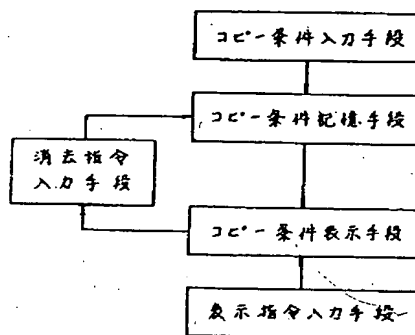 コピー条件入力手段
コピー条件記憶手段
消去指令
入力手段
コピー条件表示手段
表示指令入力手段